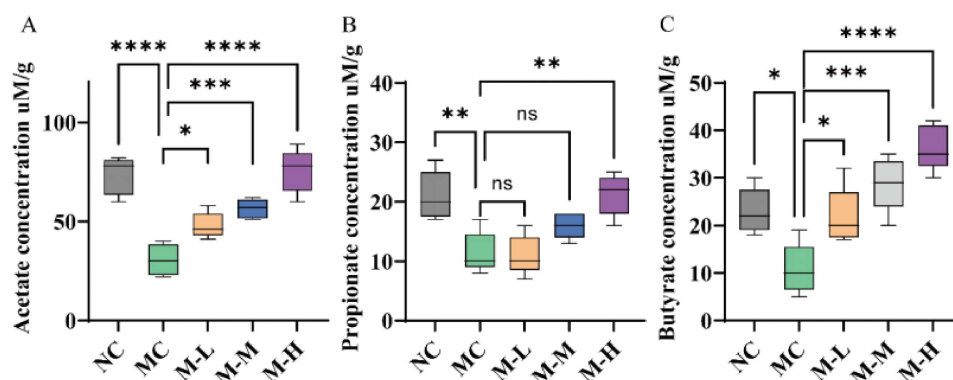 A
Acetate concentration uM/g
100
50
0
**** ****
***
*
NC MC M-L M-M M-H
B
Propionate concentration uM/g
40
30
20
10
0
**
** ns
ns
NC MC M-L M-M M-H
C
Butyrate concentration uM/g
50
40
30
20
10
0
****
* ***
*
NC MC M-L M-M M-H